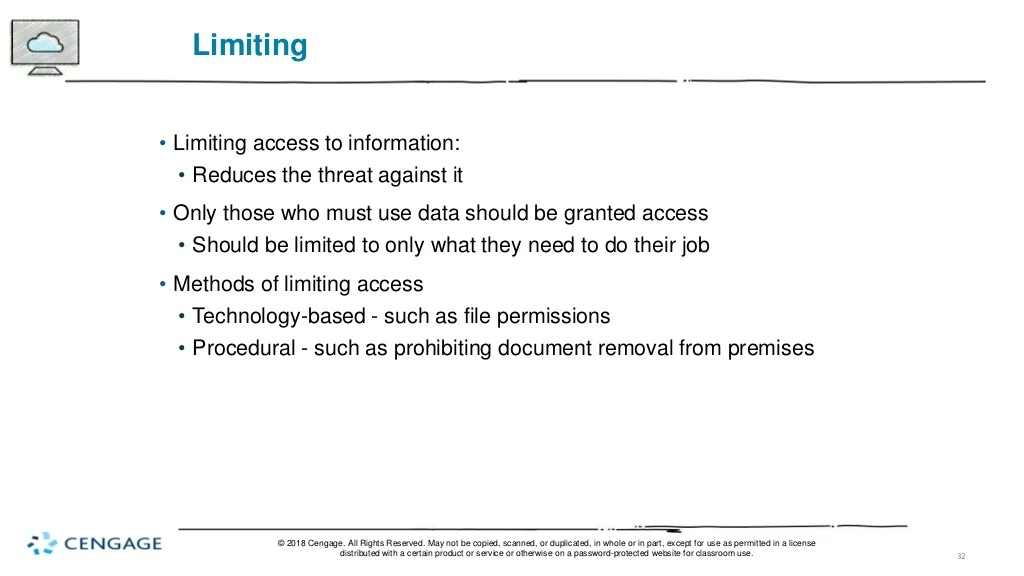 Limiting
• Limiting access to information:
• Reduces the threat against it
• Only those who must use data should be granted access
• Should be limited to only what they need to do their job
• Methods of limiting access
• Technology-based - such as file permissions
• Procedural - such as prohibiting document removal from premises
CENGAGE
© 2018 Cengage. All Rights Reserved. May not be copied, scanned, or duplicated, in whole or in part, except for use as permitted in a license
distributed with a certain product or service or otherwise on a password-protected website for classroom use.
32